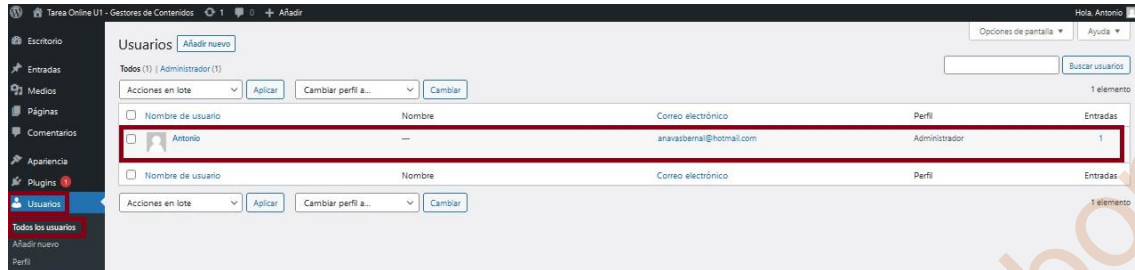 Tarea Online U1 - Gestores de Contenidos 1 0 + Añadir Hola, Antonio
Escritorio
Entradas
Medios
Páginas
Comentarios
Apariencia
Plugins 1
Usuarios
Todos los usuarios
Añadir nuevo
Perfil
Opciones de pantalla ▼ Ayuda ▼
Usuarios Añadir nuevo
Todos (1) | Administrador (1)
Buscar usuarios
Acciones en lote Aplicar Cambiar perfil a... Cambiar 1 elemento
Nombre de usuario Nombre Correo electrónico Perfil Entradas
Antonio — anavasbernal@hotmail.com Administrador 1
Nombre de usuario Nombre Correo electrónico Perfil Entradas
Acciones en lote Aplicar Cambiar perfil a... Cambiar 1 elemento